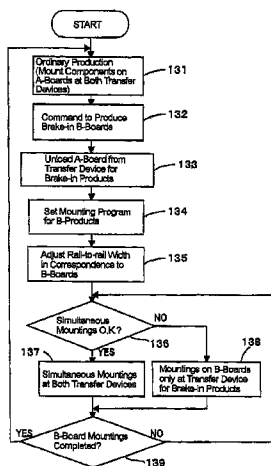 START
Ordinary Production
(Mount Components on
A-Boards at Both Transfer
Devices)
131
Command to Produce
Brake-in B-Boards
132
Unload A-Board from
Transfer Device for
Brake-in Products
133
Set Mounting Program
for B-Products
134
Adjust Rail-to-rail Width
in Correspondence to
B-Boards
135
Simultaneous
Mountings O.K.?
NO
136
YES
137
138
Simultaneous Mountings
at Both Transfer Devices
Mountings on B-Boards
only at Transfer Device
for Brake-in Products
YES
B-Board Mountings
Completed?
NO
139